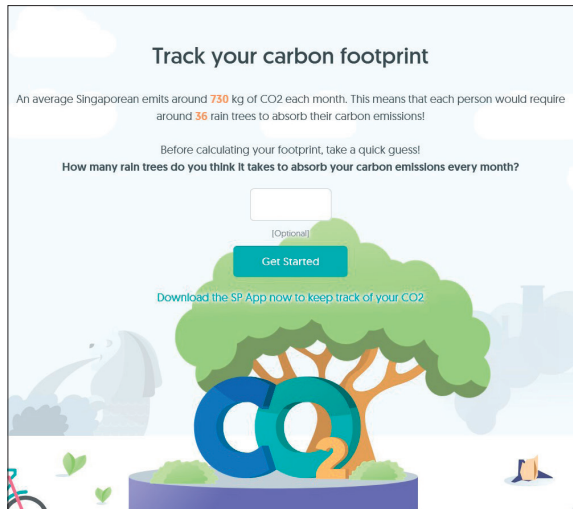 Track your carbon footprint
An average Singaporean emits around 730 kg of CO2 each month. This means that each person would require
around 36 rain trees to absorb their carbon emissions!
Before calculating your footprint, take a quick guess!
How many rain trees do you think it takes to absorb your carbon emissions every month?
[Optional]
Get Started
Download the SP App now to keep track of your CO2
CO2